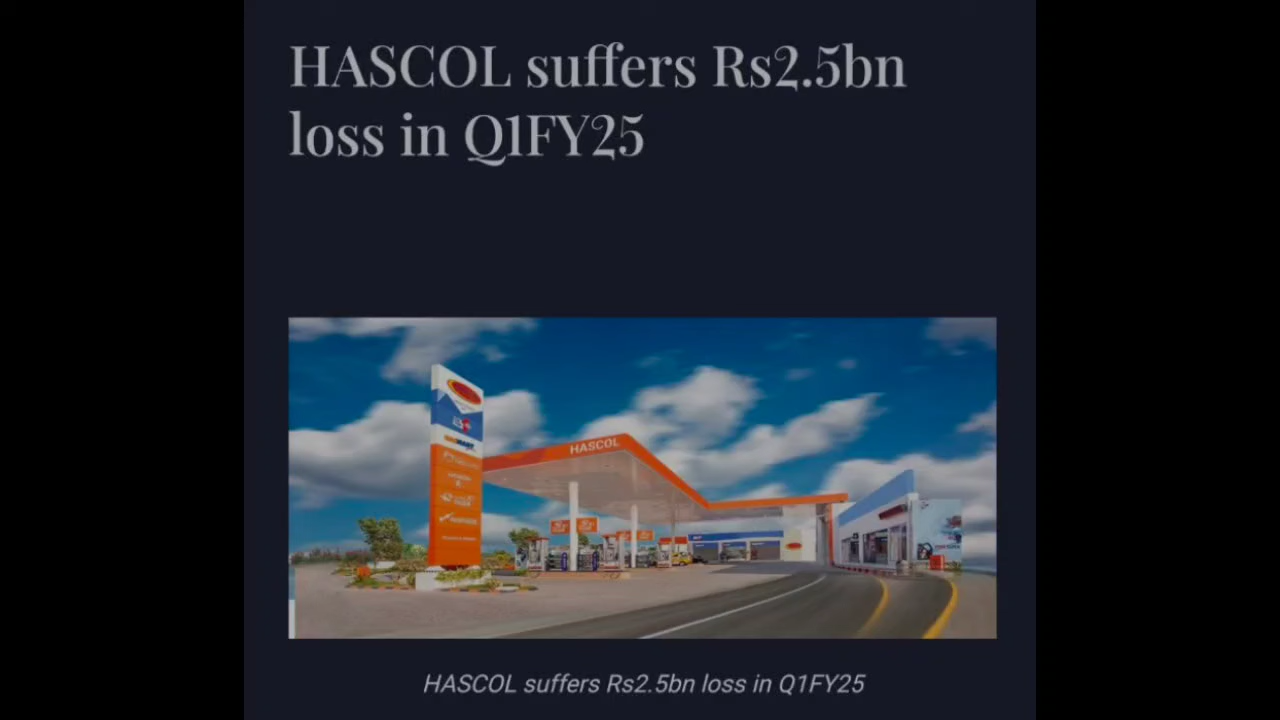 HASCOL suffers Rs2.5bn
loss in Q1FY25
HASCOL
HASCOL suffers Rs2.5bn loss in Q1FY25